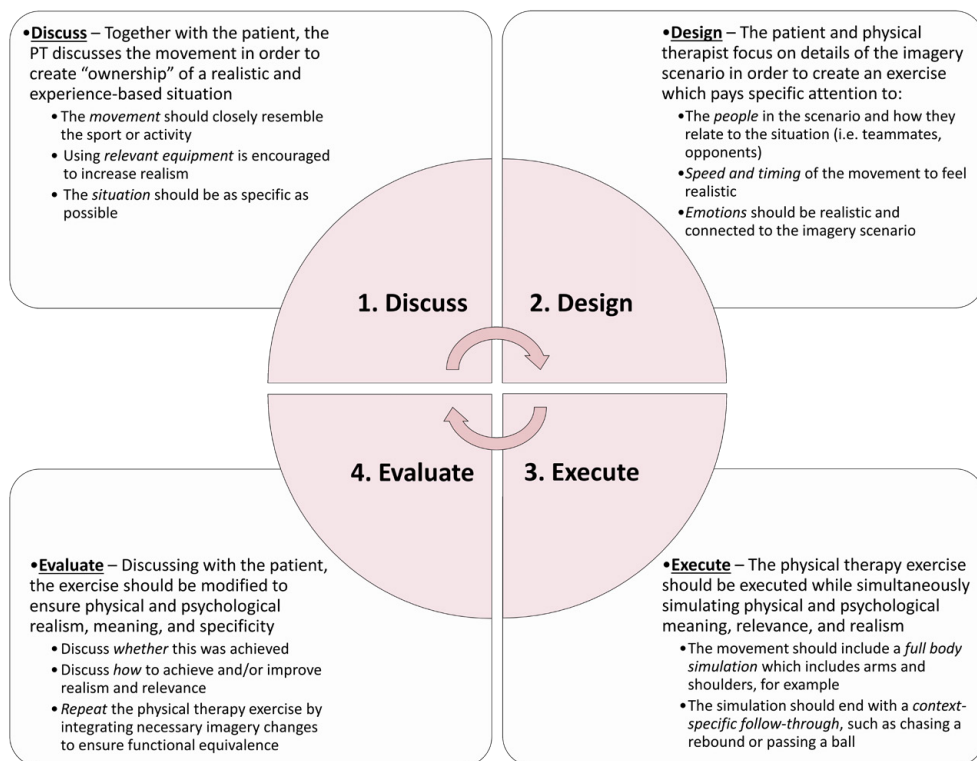 •Discuss – Together with the patient, the
PT discusses the movement in order to
create “ownership” of a realistic and
experience-based situation
•The movement should closely resemble
the sport or activity
•Using relevant equipment is encouraged
to increase realism
•The situation should be as specific as
possible
•Design – The patient and physical
therapist focus on details of the imagery
scenario in order to create an exercise
which pays specific attention to:
•The people in the scenario and how they
relate to the situation (i.e. teammates,
opponents)
•Speed and timing of the movement to feel
realistic
•Emotions should be realistic and
connected to the imagery scenario
1. Discuss
2. Design
4. Evaluate
3. Execute
•Evaluate – Discussing with the patient,
the exercise should be modified to
ensure physical and psychological
realism, meaning, and specificity
•Discuss whether this was achieved
•Discuss how to achieve and/or improve
realism and relevance
•Repeat the physical therapy exercise by
integrating necessary imagery changes
to ensure functional equivalence
•Execute – The physical therapy exercise
should be executed while simultaneously
simulating physical and psychological
meaning, relevance, and realism
•The movement should include a full body
simulation which includes arms and
shoulders, for example
•The simulation should end with a context-
specific follow-through, such as chasing a
rebound or passing a ball